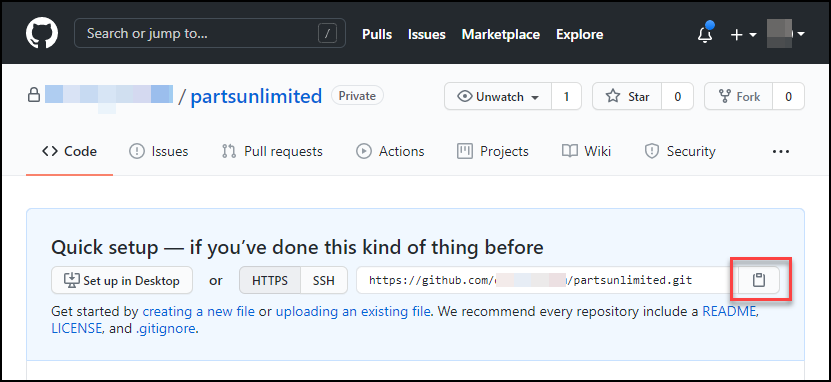 Search or jump to... / Pulls Issues Marketplace Explore
/ partsunlimited Private Unwatch 1 Star 0 Fork 0
Code Issues Pull requests Actions Projects Wiki Security ...
Quick setup — if you’ve done this kind of thing before
Set up in Desktop or HTTPS SSH https://github.com/ /partsunlimited.git
Get started by creating a new file or uploading an existing file. We recommend every repository include a README,
LICENSE, and .gitignore.